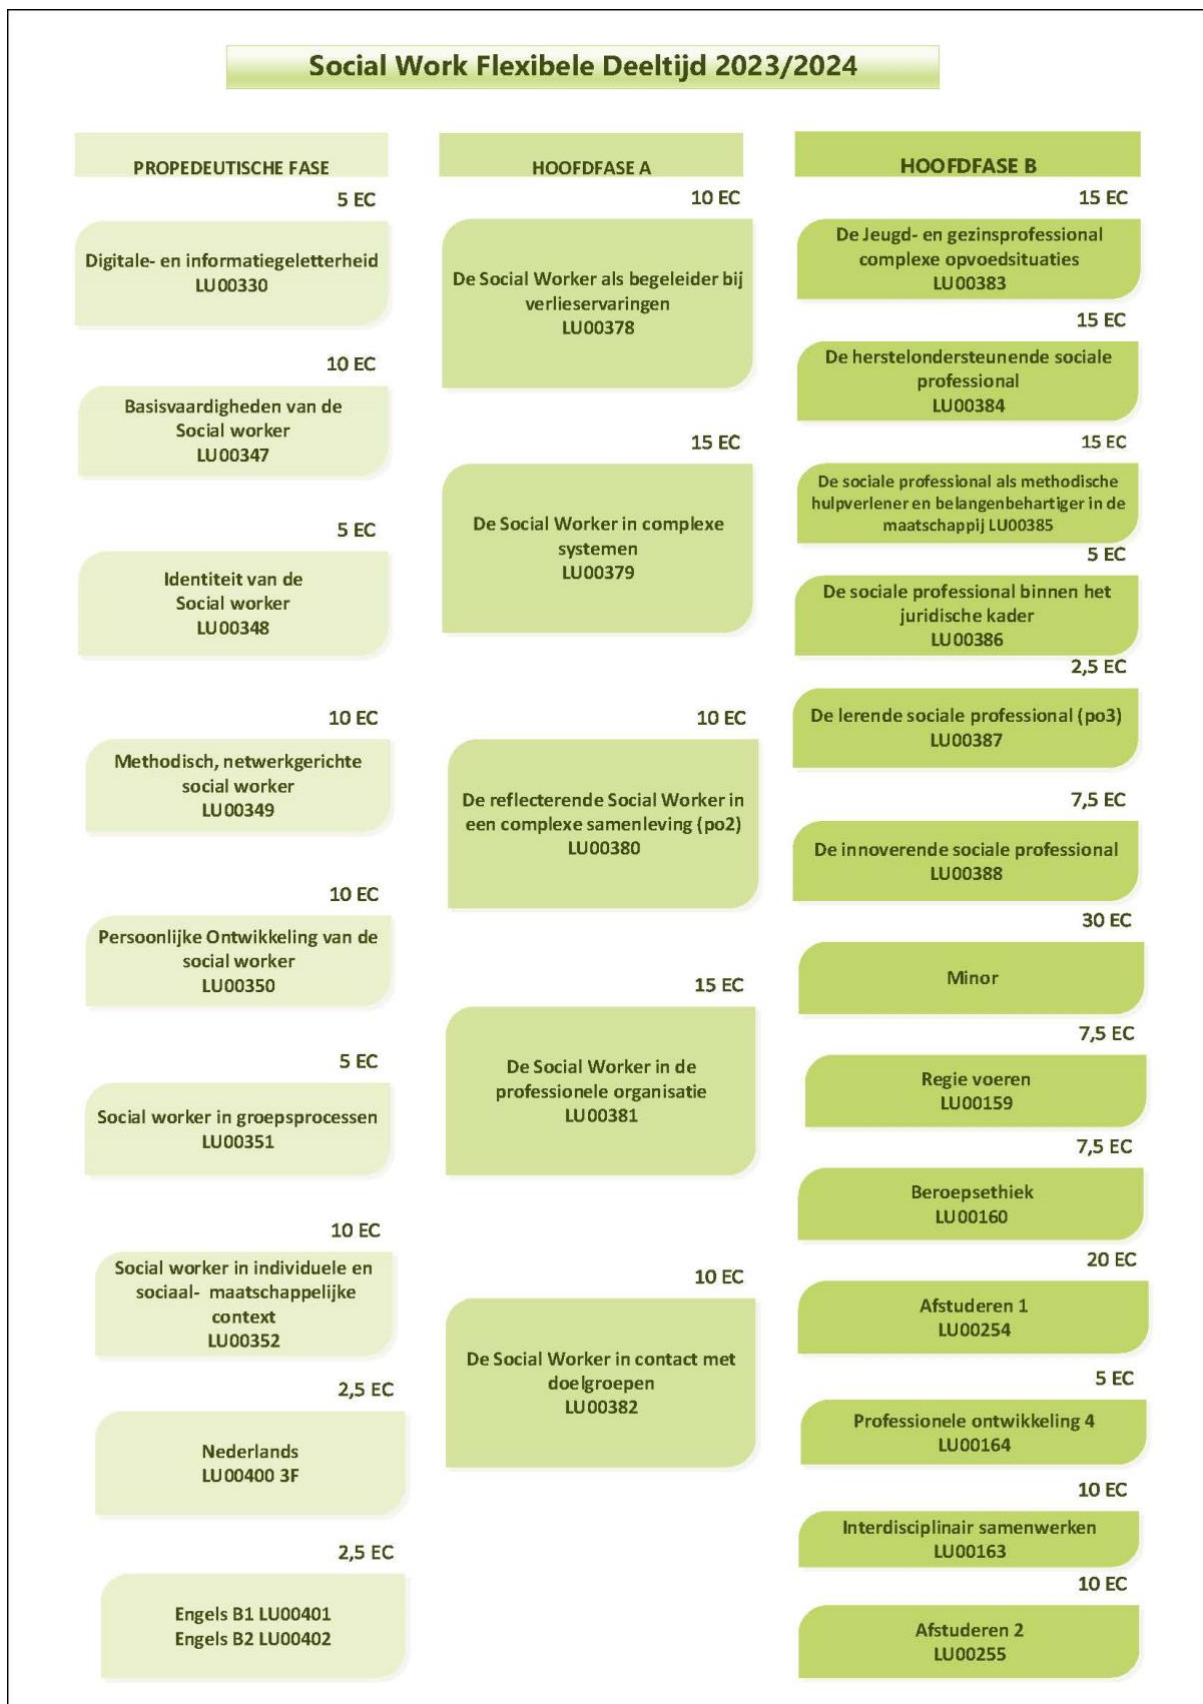 Social Work Flexibele Deeltijd 2023/2024
PROPEDEUTISCHE FASE
5 EC
Digitale- en informatiegeletterheid
LU00330
10 EC
Basisvaardigheden van de
Social worker
LU00347
5 EC
Identiteit van de
Social worker
LU00348
10 EC
Methodisch, netwerkgerichte
social worker
LU00349
10 EC
Persoonlijke Ontwikkeling van de
social worker
LU00350
5 EC
Social worker in groepsprocessen
LU00351
10 EC
Social worker in individuele en
sociaal- maatschappelijke
context
LU00352
2,5 EC
Nederlands
LU00400 3F
2,5 EC
Engels B1 LU00401
Engels B2 LU00402
HOOFDFASE A
10 EC
De Social Worker als begeleider bij
verlieservaringen
LU00378
15 EC
De Social Worker in complexe
systemen
LU00379
10 EC
De reflecterende Social Worker in
een complexe samenleving (po2)
LU00380
15 EC
De Social Worker in de
professionele organisatie
LU00381
10 EC
De Social Worker in contact met
doelgroepen
LU00382
HOOFDFASE B
15 EC
De Jeugd- en gezinsprofessional
complexe opvoedsituaties
LU00383
15 EC
De herstelondersteunende sociale
professional
LU00384
15 EC
De sociale professional als methodische
hulpverlener en belangenbehartiger in de
maatschappij LU00385
5 EC
De sociale professional binnen het
juridische kader
LU00386
2,5 EC
De lerende sociale professional (po3)
LU00387
7,5 EC
De innoverende sociale professional
LU00388
30 EC
Minor
7,5 EC
Regie voeren
LU00159
7,5 EC
Beroepsethiek
LU00160
20 EC
Afstuderen 1
LU00254
5 EC
Professionele ontwikkeling 4
LU00164
10 EC
Interdisciplinair samenwerken
LU00163
10 EC
Afstuderen 2
LU00255